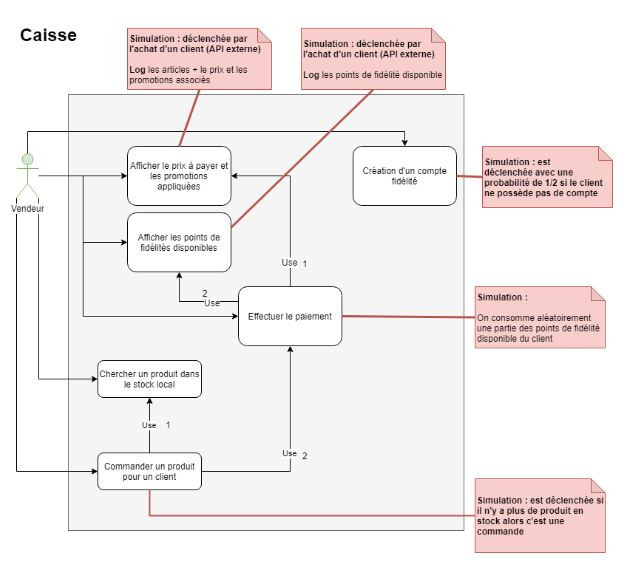 Caisse
Simulation : déclenchée par
l'achat d'un client (API externe)
Log les articles + le prix et les
promotions associés
Simulation : déclenchée par
l'achat d'un client (API externe)
Log les points de fidélité disponible
Vendeur
Afficher le prix à payer et
les promotions
appliquées
Création d'un compte
fidélité
Simulation : est
déclenchée avec une
probabilité de 1/2 si le client
ne possède pas de compte
Afficher les points de
fidélités disponibles
Use 1
2
Use
Effectuer le paiement
Simulation :
On consomme aléatoirement
une partie des points de fidélité
disponible du client
Chercher un produit dans
le stock local
Use 1
Use 2
Commander un produit
pour un client
Simulation : est déclenchée si
il n'y a plus de produit en
stock alors c'est une
commande